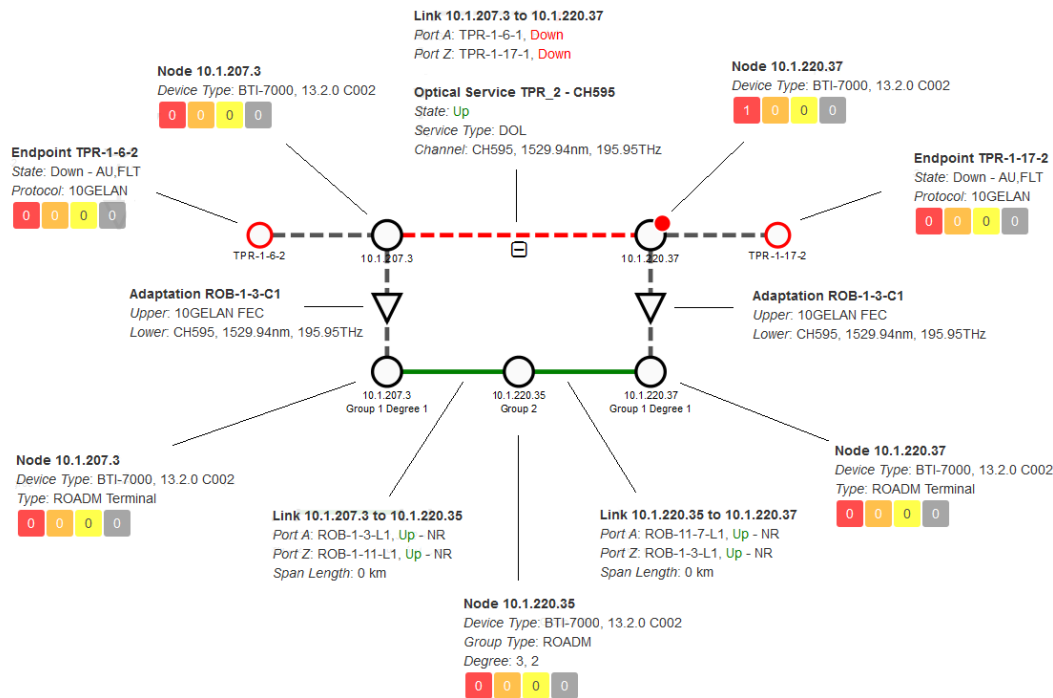 Link 10.1.207.3 to 10.1.220.37
Port A: TPR-1-6-1, Down
Port Z: TPR-1-17-1, Down
Node 10.1.207.3
Device Type: BTI-7000, 13.2.0 C002
0 0 0 0
Optical Service TPR_2 - CH595
State: Up
Service Type: DOL
Channel: CH595, 1529.94nm, 195.95THz
Node 10.1.220.37
Device Type: BTI-7000, 13.2.0 C002
1 0 0 0
Endpoint TPR-1-6-2
State: Down - AU,FLT
Protocol: 10GELAN
0 0 0 0
Endpoint TPR-1-17-2
State: Down - AU,FLT
Protocol: 10GELAN
0 0 0 0
TPR-1-6-2
10.1.207.3
10.1.220.37
TPR-1-17-2
Adaptation ROB-1-3-C1
Upper: 10GELAN FEC
Lower: CH595, 1529.94nm, 195.95THz
Adaptation ROB-1-3-C1
Upper: 10GELAN FEC
Lower: CH595, 1529.94nm, 195.95THz
10.1.207.3
Group 1 Degree 1
10.1.220.35
Group 2
10.1.220.37
Group 1 Degree 1
Node 10.1.207.3
Device Type: BTI-7000, 13.2.0 C002
Type: ROADM Terminal
0 0 0 0
Node 10.1.220.37
Device Type: BTI-7000, 13.2.0 C002
Type: ROADM Terminal
0 0 0 0
Link 10.1.207.3 to 10.1.220.35
Port A: ROB-1-3-L1, Up - NR
Port Z: ROB-1-11-L1, Up - NR
Span Length: 0 km
Link 10.1.220.35 to 10.1.220.37
Port A: ROB-11-7-L1, Up - NR
Port Z: ROB-1-3-L1, Up - NR
Span Length: 0 km
Node 10.1.220.35
Device Type: BTI-7000, 13.2.0 C002
Group Type: ROADM
Degree: 3, 2
0 0 0 0